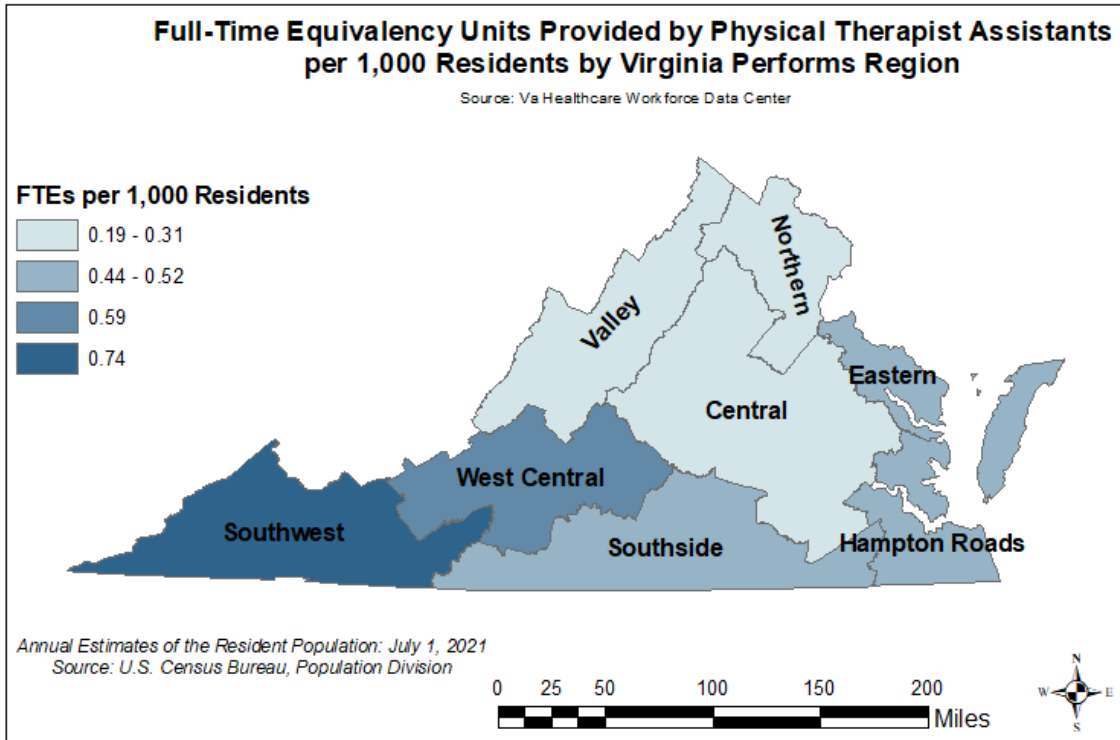 Full-Time Equivalency Units Provided by Physical Therapist Assistants
per 1,000 Residents by Virginia Performs Region
Source: Va Healthcare Workforce Data Center
FTEs per 1,000 Residents
0.19 - 0.31
0.44 - 0.52
0.59
0.74
Northern
Valley
Eastern
Central
West Central
Southwest
Southside
Hampton Roads
Annual Estimates of the Resident Population: July 1, 2021
Source: U.S. Census Bureau, Population Division
0 25 50 100 150 200
Miles
N
W E
S